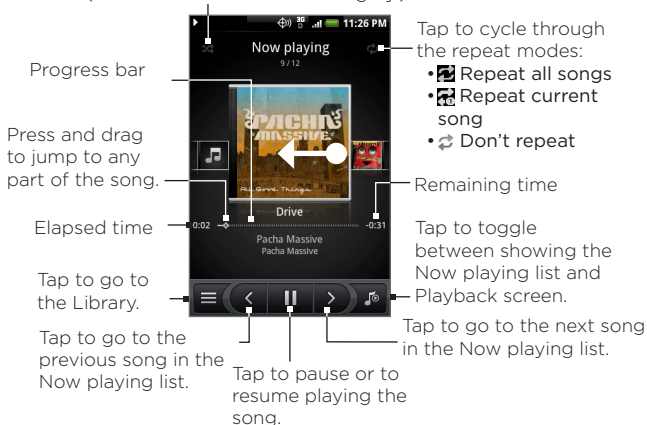 11:26 PM
Now playing
9/12
Tap to cycle through
the repeat modes:
• Repeat all songs
• Repeat current
song
• Don't repeat
Progress bar
Press and drag
to jump to any
part of the song.
PACHA
MASSIVE
All Good Things
Remaining time
Drive
Elapsed time
0:02
-0:31
Pacha Massive
Pacha Massive
Tap to toggle
between showing the
Now playing list and
Playback screen.
Tap to go to
the Library.
Tap to go to the
previous song in the
Now playing list.
Tap to pause or to
resume playing the
song.
Tap to go to the next song
in the Now playing list.